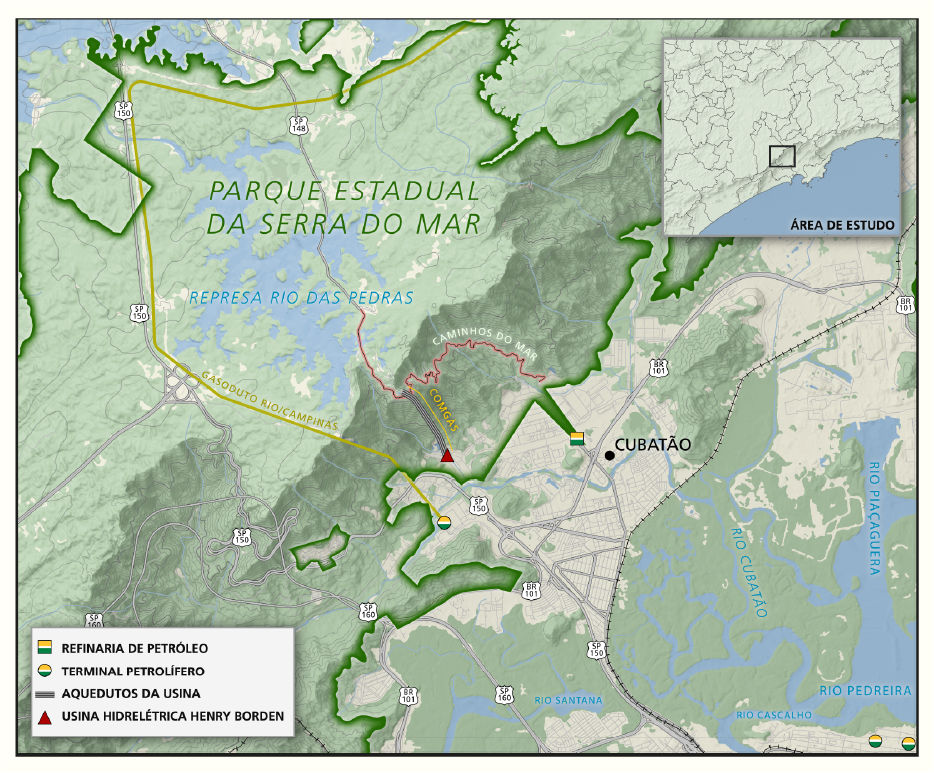 SP
150
SP
148
PARQUE ESTADUAL
DA SERRA DO MAR
ÁREA DE ESTUDO
REPRESA RIO DAS PEDRAS
SP
150
BR
101
CAMINHOS DO MAR
BR
101
GASODUTO RIO/CAMPINAS
COMGAS
CUBATÃO
RIO PIAÇAGUERA
SP
150
SP
150
RIO CUBATÃO
BR
101
SP
160
SP
160
SP
150
REFINARIA DE PETRÓLEO
TERMINAL PETROLÍFERO
AQUEDUTOS DA USINA
USINA HIDRELÉTRICA HENRY BORDEN
BR
101
SP
160
RIO SANTANA
RIO PEDREIRA
RIO CASCALHO